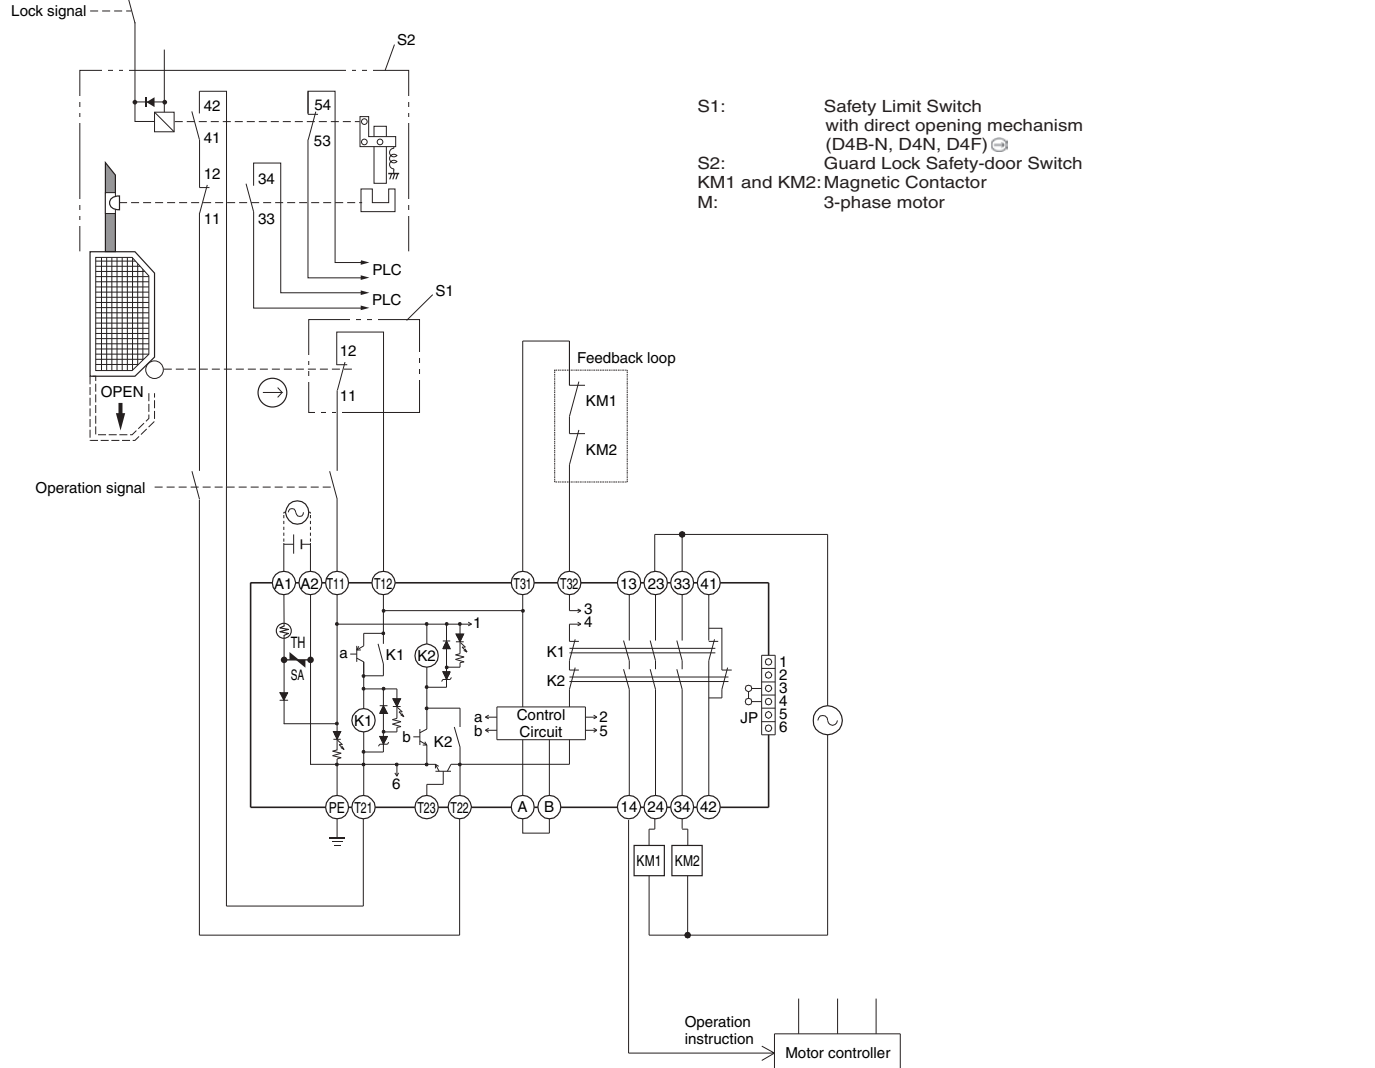 Lock signal
S2
42
54
41
53
12
34
11
33
PLC
PLC
S1
12
11
OPEN
Operation signal
S1: Safety Limit Switch
with direct opening mechanism
(D4B-N, D4N, D4F)
S2: Guard Lock Safety-door Switch
KM1 and KM2: Magnetic Contactor
M: 3-phase motor
Feedback loop
KM1
KM2
A1 A2 T11 T12 T31 T32 13 23 33 41
3
4
1
TH
SA
a
K1
K2
K1
K2
K1
b
K2
a
b
Control
Circuit
2
5
6
JP
1
2
3
4
5
6
PE T21 T23 T22 A B 14 24 34 42
KM1 KM2
Operation
instruction
Motor controller